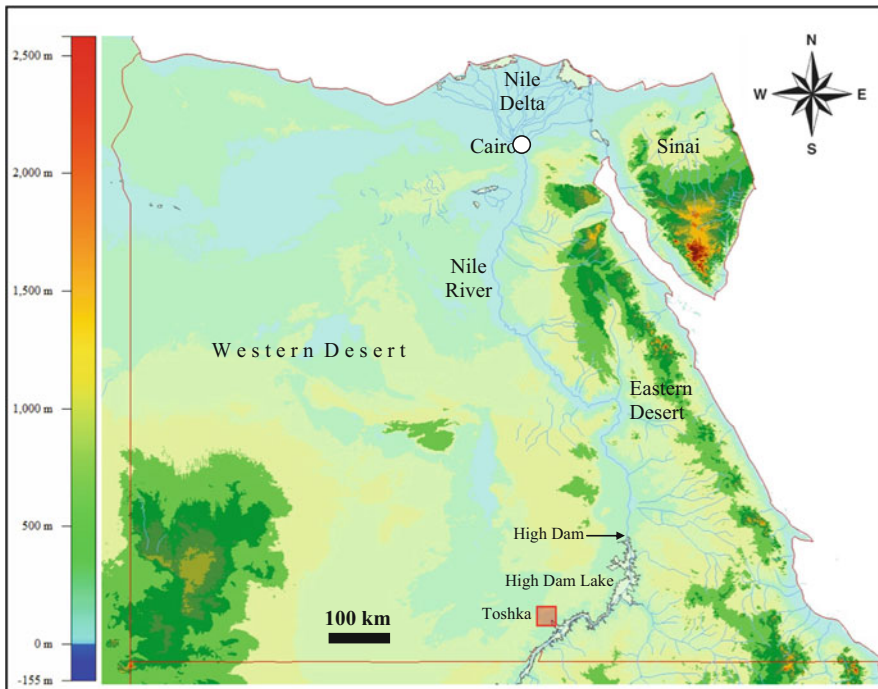 2,500 m
2,000 m
1,500 m
1,000 m
500 m
0 m
-155 m
N
W
E
S
Nile
Delta
Cairo
Sinai
Nile
River
Western Desert
Eastern
Desert
High Dam
High Dam Lake
Toshka
100 km